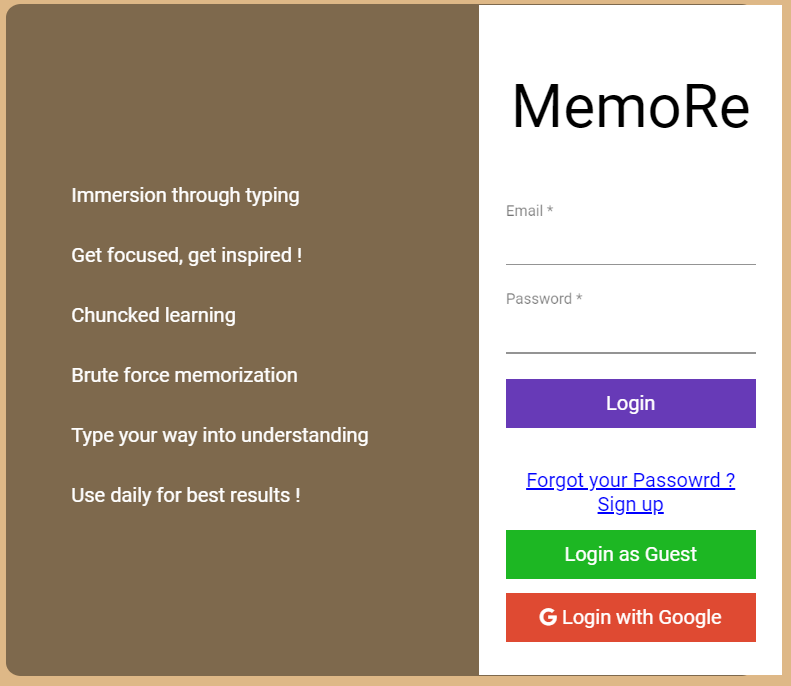 Immersion through typing
Get focused, get inspired !
Chuncked learning
Brute force memorization
Type your way into understanding
Use daily for best results !
MemoRe
Email *
Password *
Login
Forgot your Passowrd ?
Sign up
Login as Guest
G Login with Google